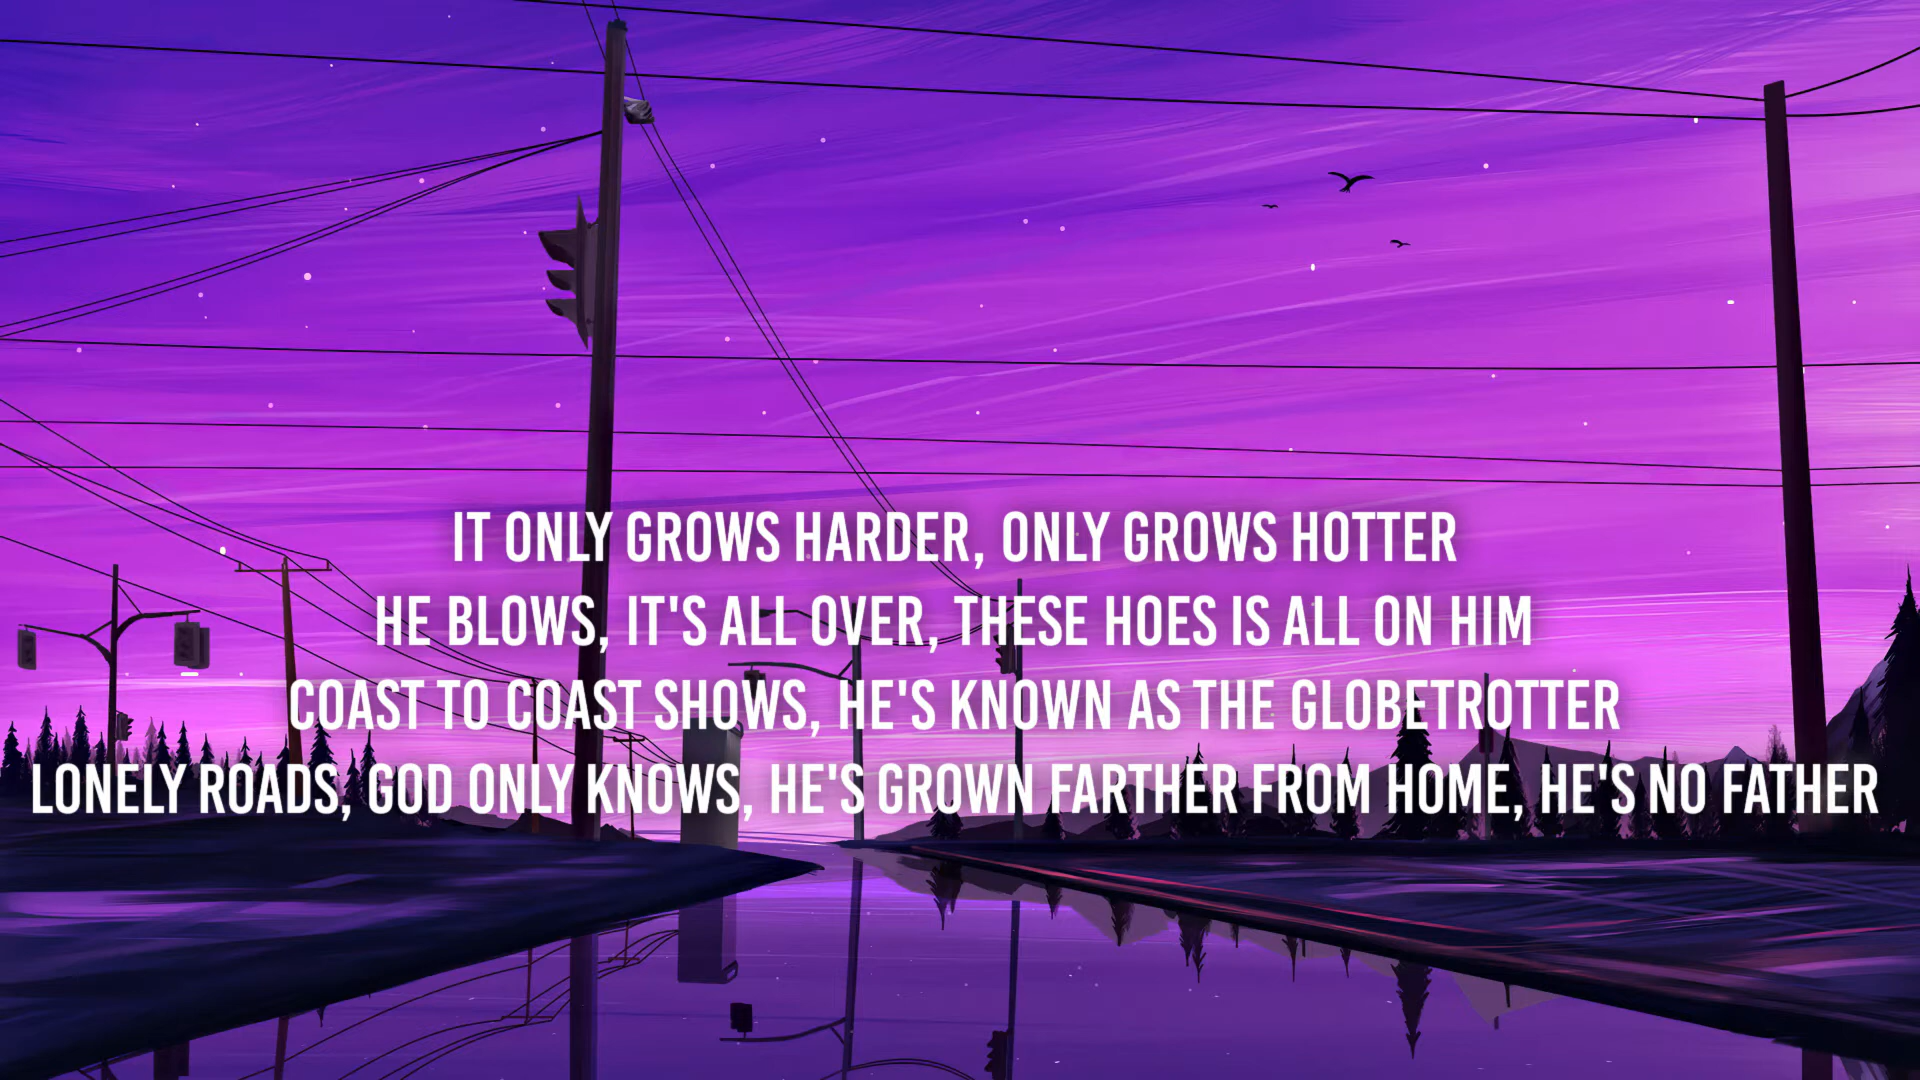 IT ONLY GROWS HARDER, ONLY GROWS HOTTER
HE BLOWS, IT'S ALL OVER, THESE HOES IS ALL ON HIM
COAST TO COAST SHOWS, HE'S KNOWN AS THE GLOBETROTTER
LONELY ROADS, GOD ONLY KNOWS, HE'S GROWN FARTHER FROM HOME, HE'S NO FATHER